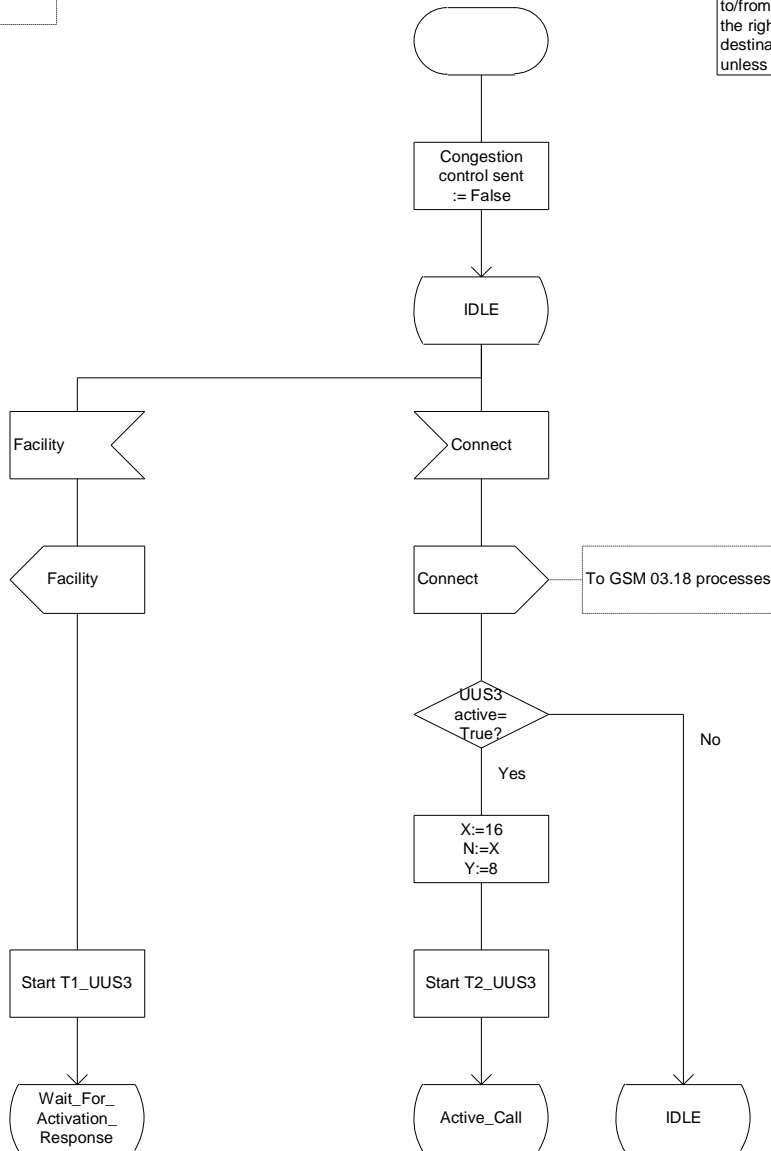 to/from
the righ
destina
unless
Congestion
control sent
:= False
IDLE
Facility
Connect
Facility
Connect
To GSM 03.18 processes
UUS3
active=
True?
No
Yes
X:=16
N:=X
Y:=8
Start T1_UUS3
Start T2_UUS3
Wait_For_
Activation_
Response
Active_Call
IDLE